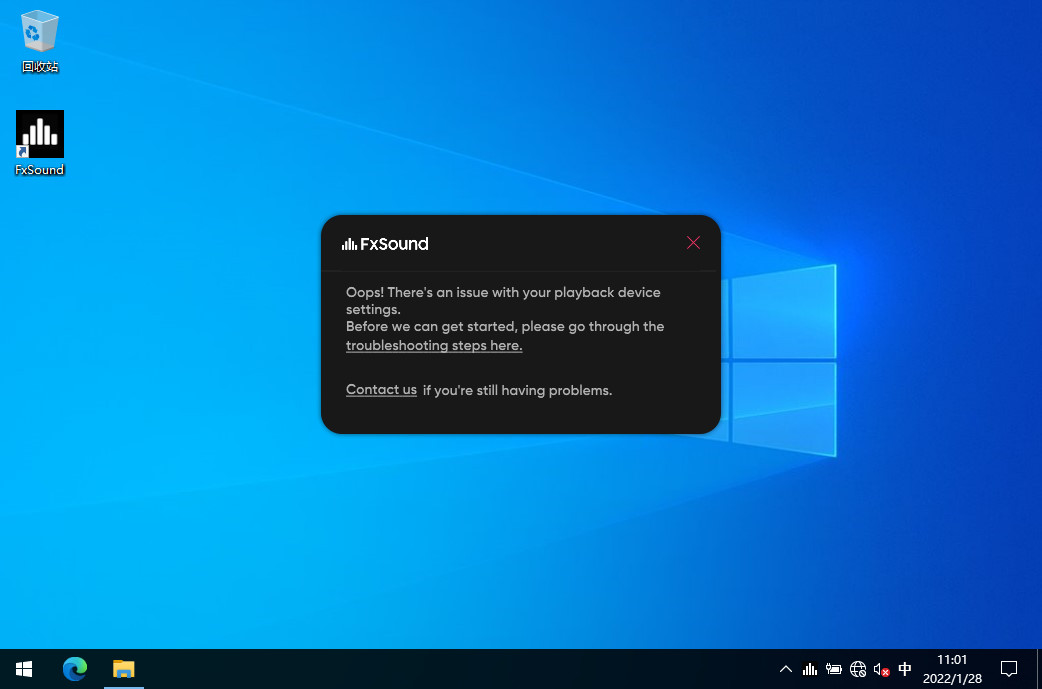 回收站
FxSound
FxSound
Oops! There's an issue with your playback device
settings.
Before we can get started, please go through the
troubleshooting steps here.
Contact us if you're still having problems.
中
11:01
2022/1/28